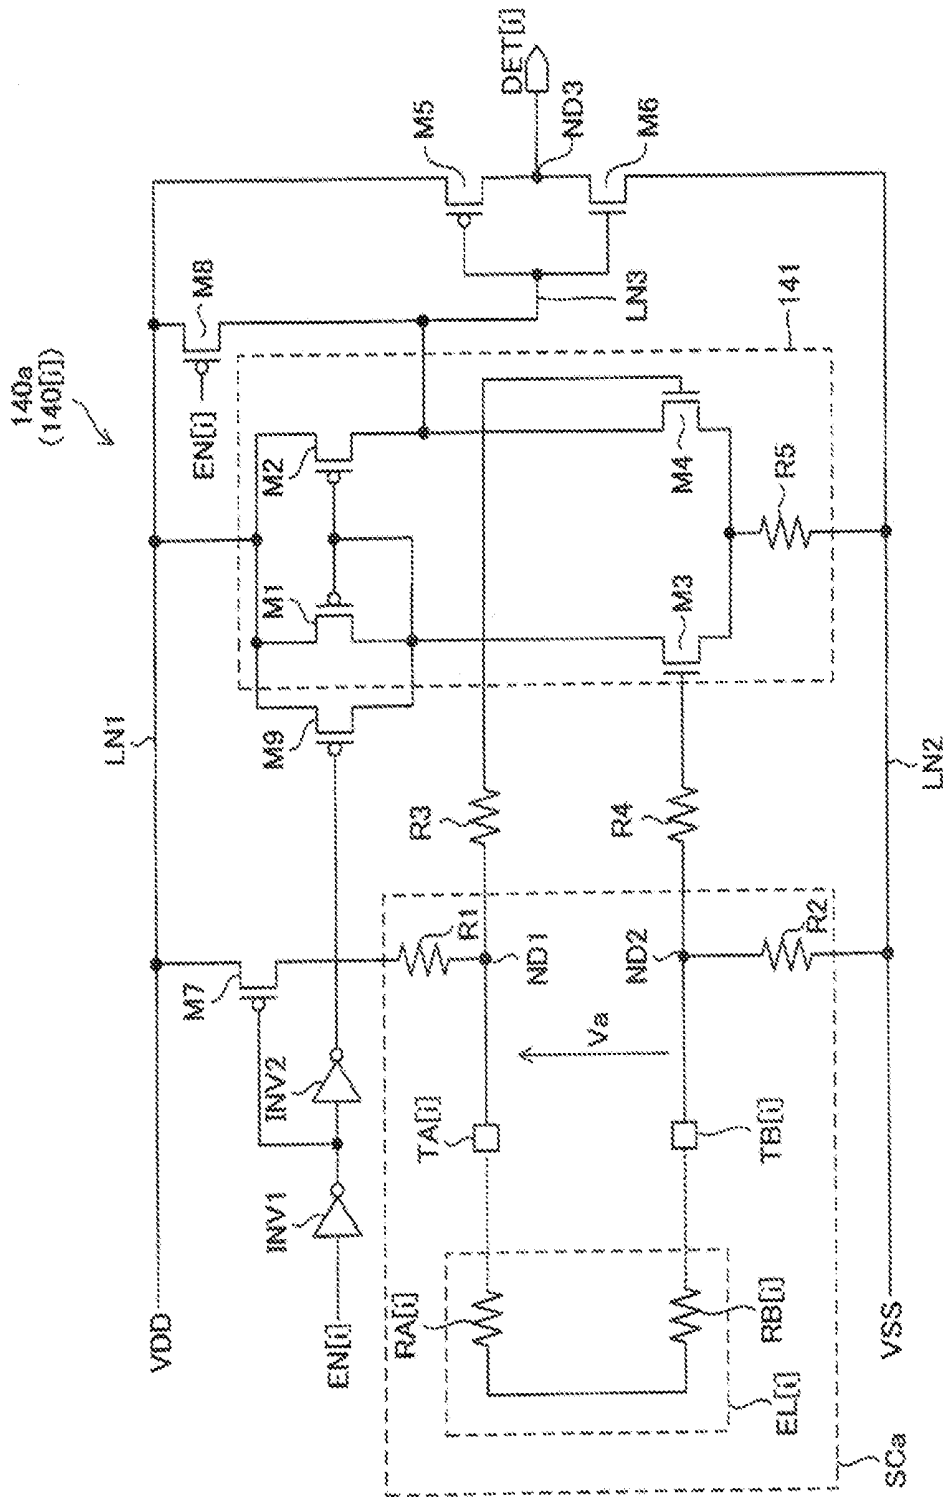 140a
(140[i])
VDD
LN1
M7
EN[i]
M8
INV1
INV2
M9
M1
M2
M5
DET[i]
ND3
M6
LN3
141
EN[i]
RA[i]
TA[i]
R1
ND1
R3
Va
ND2
R4
M3
M4
R5
RB[i]
TB[i]
R2
EL[i]
SCa
VSS
LN2